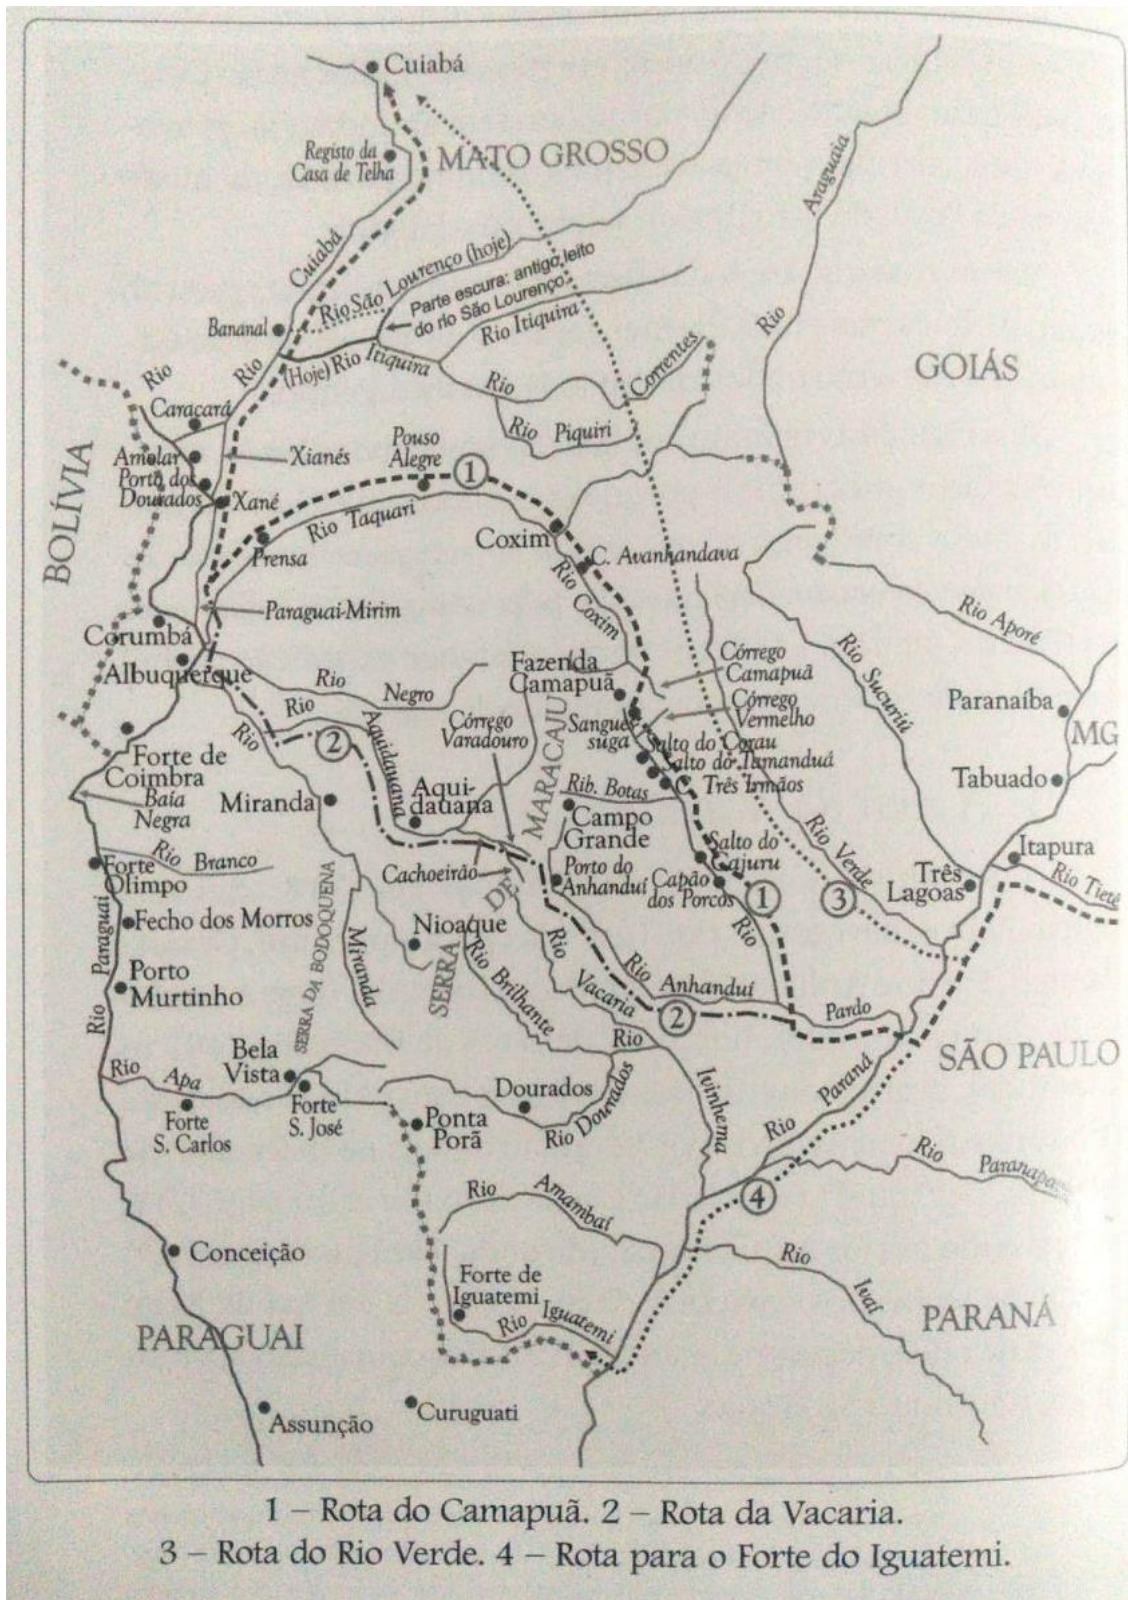 Cuiabá
MATO GROSSO
Registo da
Casa de Telha
Araguaia
Rio
Cuiabá
Rio
Rio São Lourenço (hoje)
Parte escura: antigo leito
do rio São Lourenço.
Bananal
Rio Itiquira
(Hoje) Rio Itiquira
GOIÁS
Rio
Correntes
Rio Piquiri
Rio
Caracará
BOLÍVIA
Amolar
Porto dos
Dourados
Xianés
Xané
Pouso
Alegre
1
Rio Taquari
Prensa
Coxim
C. Avanhandava
Rio Coxim
Paraguai-Mirim
Rio Aporé
Corumbá
Albuquerque
Rio Negro
Fazenda
Camapuã
Córrego
Camapuã
Rio Sucuriú
Paranaíba
MG
Rio
Rio
Aquidauana
2
Córrego
Varadouro
Sangues
suga
Córrego
Vermelho
Salto do Corau
Salto do Tamanduá
C. Três Irmãos
Tabuado
Forte de
Coimbra
Baía
Negra
Miranda
Aqui-
dauana
SERRA DE MARACAJU
Rib. Botas
Campo
Grande
Rio Verde
Itapura
Rio Tietê
Três
Lagoas
Rio Branco
Forte
Olimpo
Cachoeirão
Porto do
Anhanduí
Salto do
Cajuru
Capão
dos Porcos
1
3
Rio
Fecho dos Morros
SERRA DA BODOQUENA
Miranda
Nioaque
Rio Paraguai
Porto
Murtinho
Rio Brilhante
Rio
Vacaria
Rio Anhanduí
2
Pardo
Rio
SÃO PAULO
Bela
Vista
Rio Apa
Forte
S. Carlos
Forte
S. José
Dourados
Rio Dourados
Ponta
Porã
Ivinhema
Rio Paraná
Rio
4
Rio Amambaí
Conceição
Forte de
Iguatemi
Rio Iguatemi
Rio Ivaí
PARANÁ
PARAGUAI
Assunção
Curuguati
1 – Rota do Camapuã. 2 – Rota da Vacaria.
3 – Rota do Rio Verde. 4 – Rota para o Forte do Iguatemi.